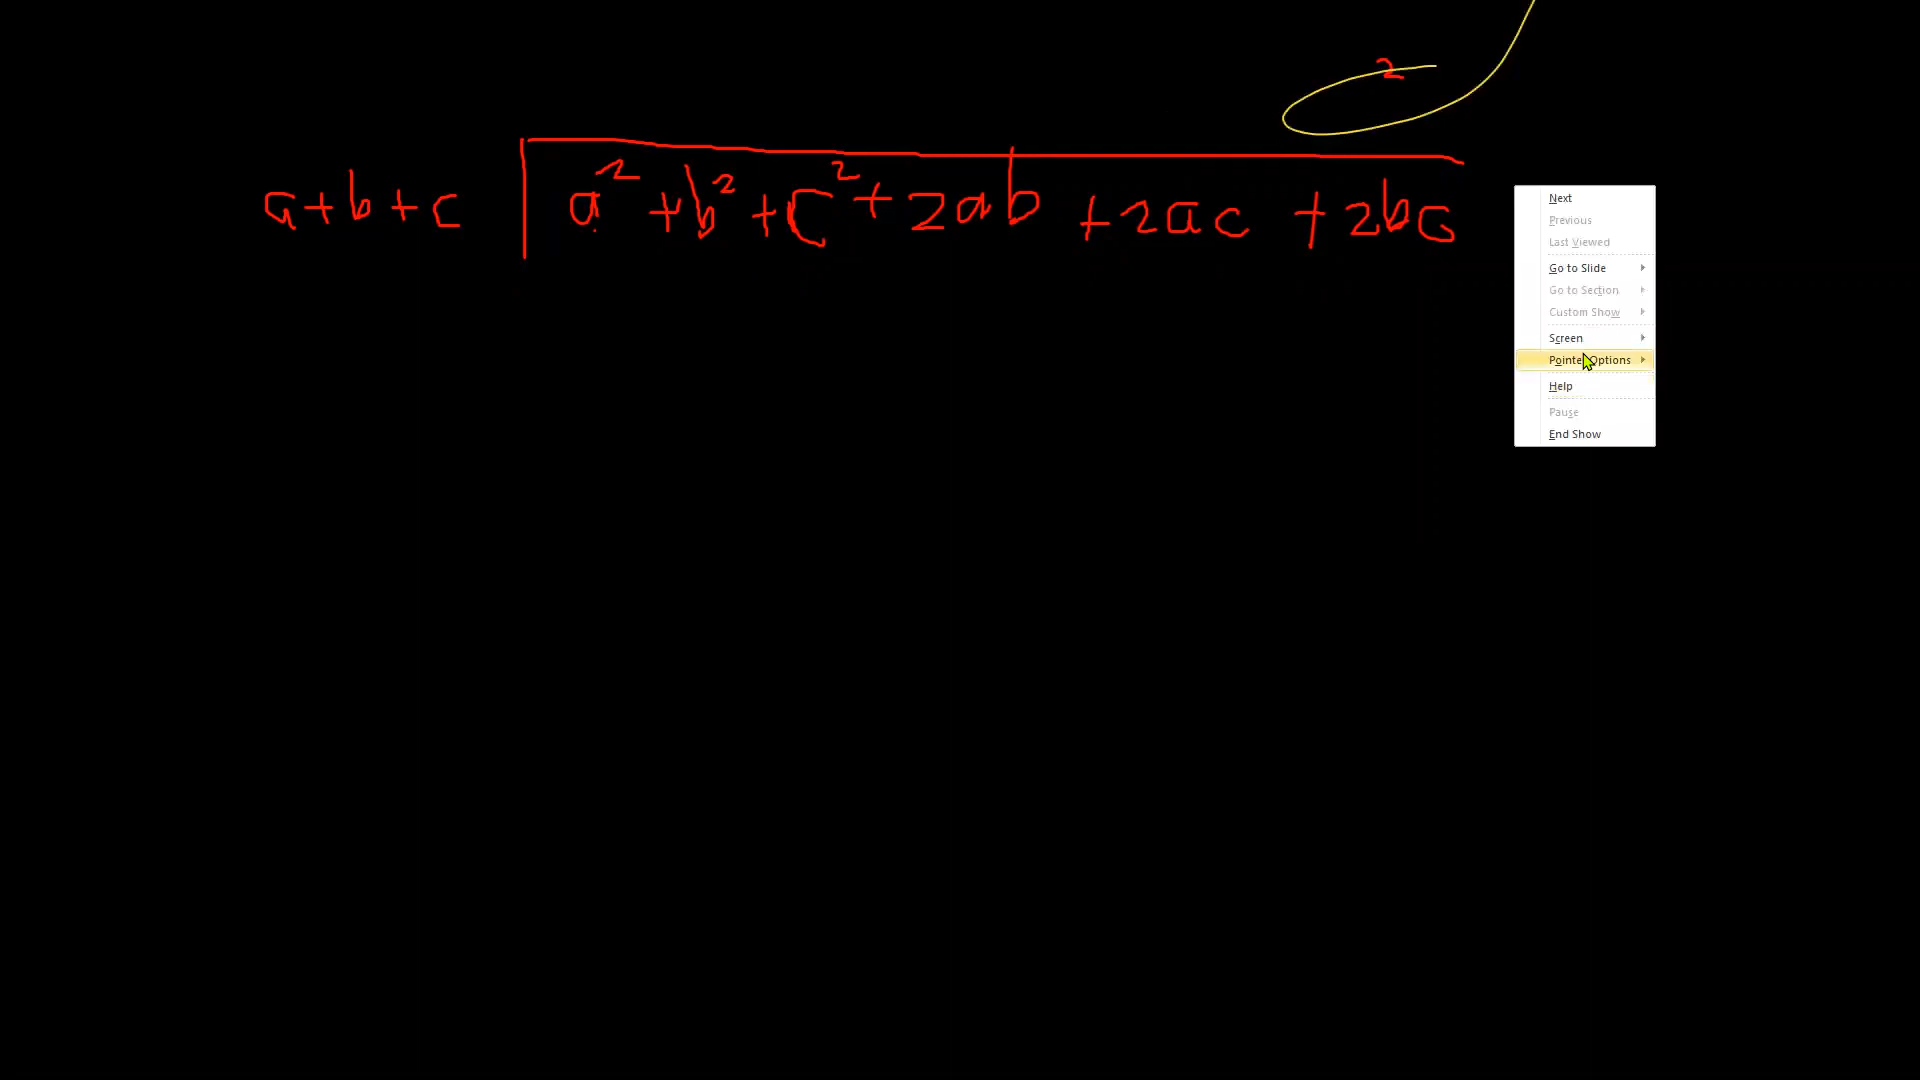 2
a+b+c a² +b² +c² +2ab +2ac +2bc
Next
Previous
Last Viewed
Go to Slide
Go to Section
Custom Show
Screen
Pointer Options
Help
Pause
End Show